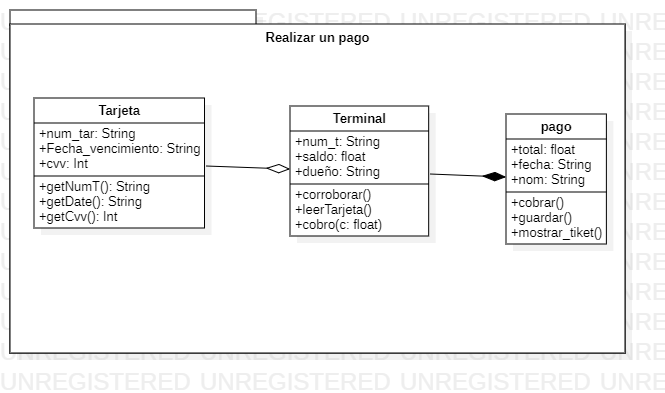 Realizar un pago
Tarjeta
+num_tar: String
+Fecha_vencimiento: String
+cvv: Int
+getNumT(): String
+getDate(): String
+getCvv(): Int
Terminal
+num_t: String
+saldo: float
+dueño: String
+corroborar()
+leerTarjeta()
+cobro(c: float)
pago
+total: float
+fecha: String
+nom: String
+cobrar()
+guardar()
+mostrar_tiket()
UNREGISTERED UNREGISTERED UNREGISTERED UNRE